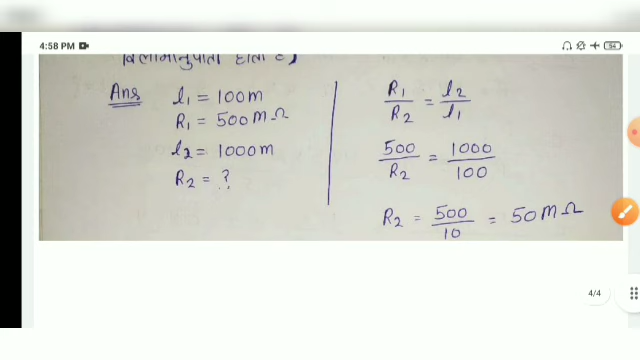 4:58 PM
54
विलोमानुपाती होता है)
Ans
l₁ = 100m
R₁ = 500 MΩ
l₂ = 1000m
R₂ = ?
R₁/R₂ = l₂/l₁
500/R₂ = 1000/100
R₂ = 500/10 = 50 MΩ
4/4